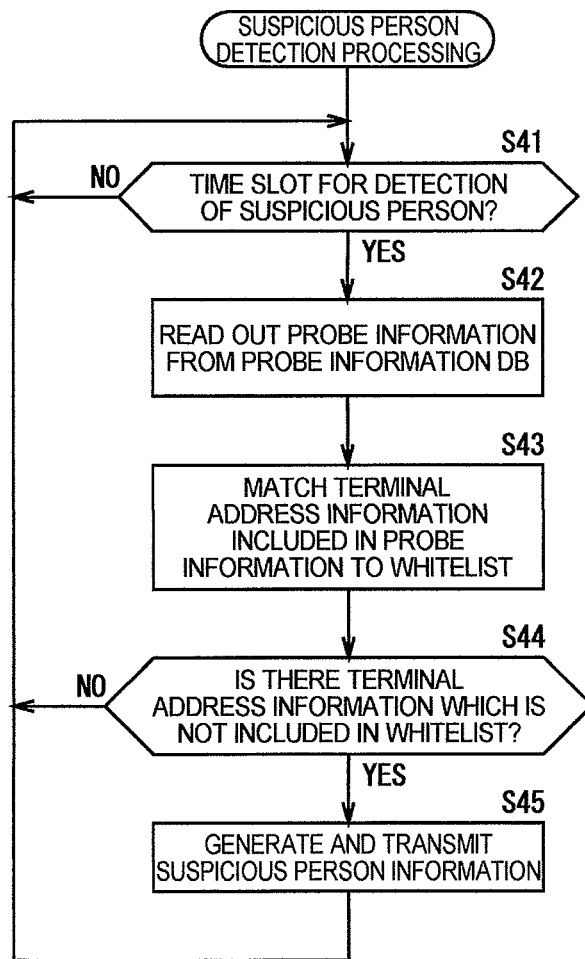 SUSPICIOUS PERSON
DETECTION PROCESSING
S41
NO
TIME SLOT FOR DETECTION
OF SUSPICIOUS PERSON?
YES
S42
READ OUT PROBE INFORMATION
FROM PROBE INFORMATION DB
S43
MATCH TERMINAL
ADDRESS INFORMATION
INCLUDED IN PROBE
INFORMATION TO WHITELIST
S44
NO
IS THERE TERMINAL
ADDRESS INFORMATION WHICH IS
NOT INCLUDED IN WHITELIST?
YES
S45
GENERATE AND TRANSMIT
SUSPICIOUS PERSON INFORMATION